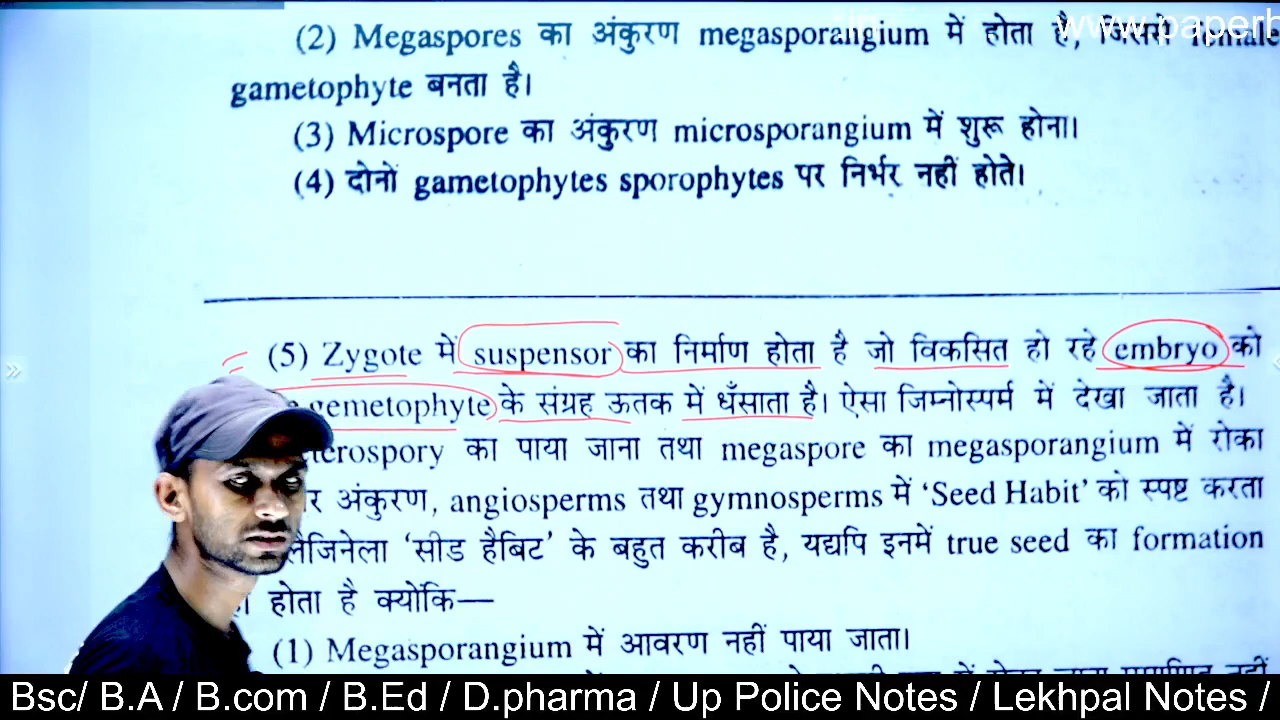 www.paperh
(2) Megaspores का अंकुरण megasporangium में होता है, जिससे female
gametophyte बनता है।
(3) Microspore का अंकुरण microsporangium में शुरू होना।
(4) दोनों gametophytes sporophytes पर निर्भर नहीं होते।
(5) Zygote में suspensor का निर्माण होता है जो विकसित हो रहे embryo को
gemetophyte के संग्रह ऊतक में धँसाता है। ऐसा जिम्नोस्पर्म में देखा जाता है।
terospory का पाया जाना तथा megaspore का megasporangium में रोका
र अंकुरण, angiosperms तथा gymnosperms में ‘Seed Habit’ को स्पष्ट करता
लैजिनेला ‘सीड हैबिट’ के बहुत करीब है, यद्यपि इनमें true seed का formation
होता है क्योंकि—
(1) Megasporangium में आवरण नहीं पाया जाता।
Bsc/ B.A / B.com / B.Ed / D.pharma / Up Police Notes / Lekhpal Notes /